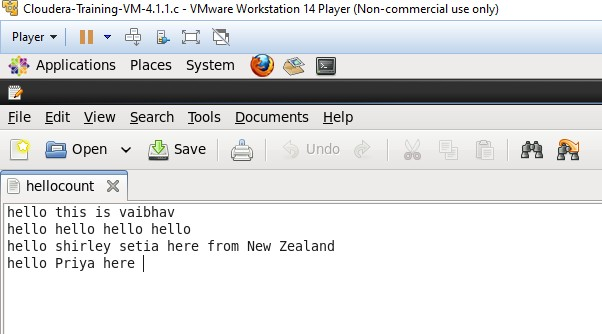 Cloudera-Training-VM-4.1.1.c - VMware Workstation 14 Player (Non-commercial use only)
Player
Applications Places System
File Edit View Search Tools Documents Help
Open Save Undo
hellocount
hello this is vaibhav
hello hello hello hello
hello shirley setia here from New Zealand
hello Priya here